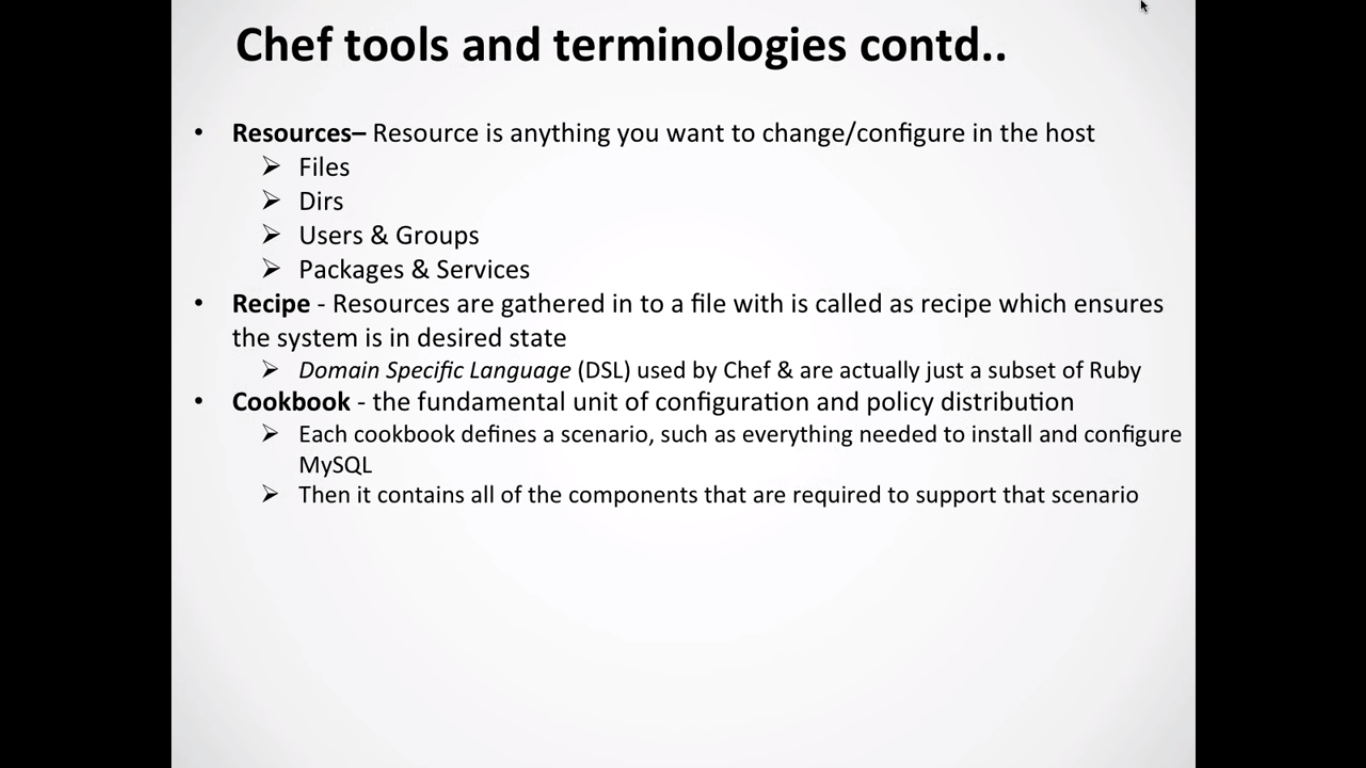 Chef tools and terminologies contd..
• Resources– Resource is anything you want to change/configure in the host
➢ Files
➢ Dirs
➢ Users & Groups
➢ Packages & Services
• Recipe - Resources are gathered in to a file with is called as recipe which ensures
the system is in desired state
➢ Domain Specific Language (DSL) used by Chef & are actually just a subset of Ruby
• Cookbook - the fundamental unit of configuration and policy distribution
➢ Each cookbook defines a scenario, such as everything needed to install and configure
MySQL
➢ Then it contains all of the components that are required to support that scenario